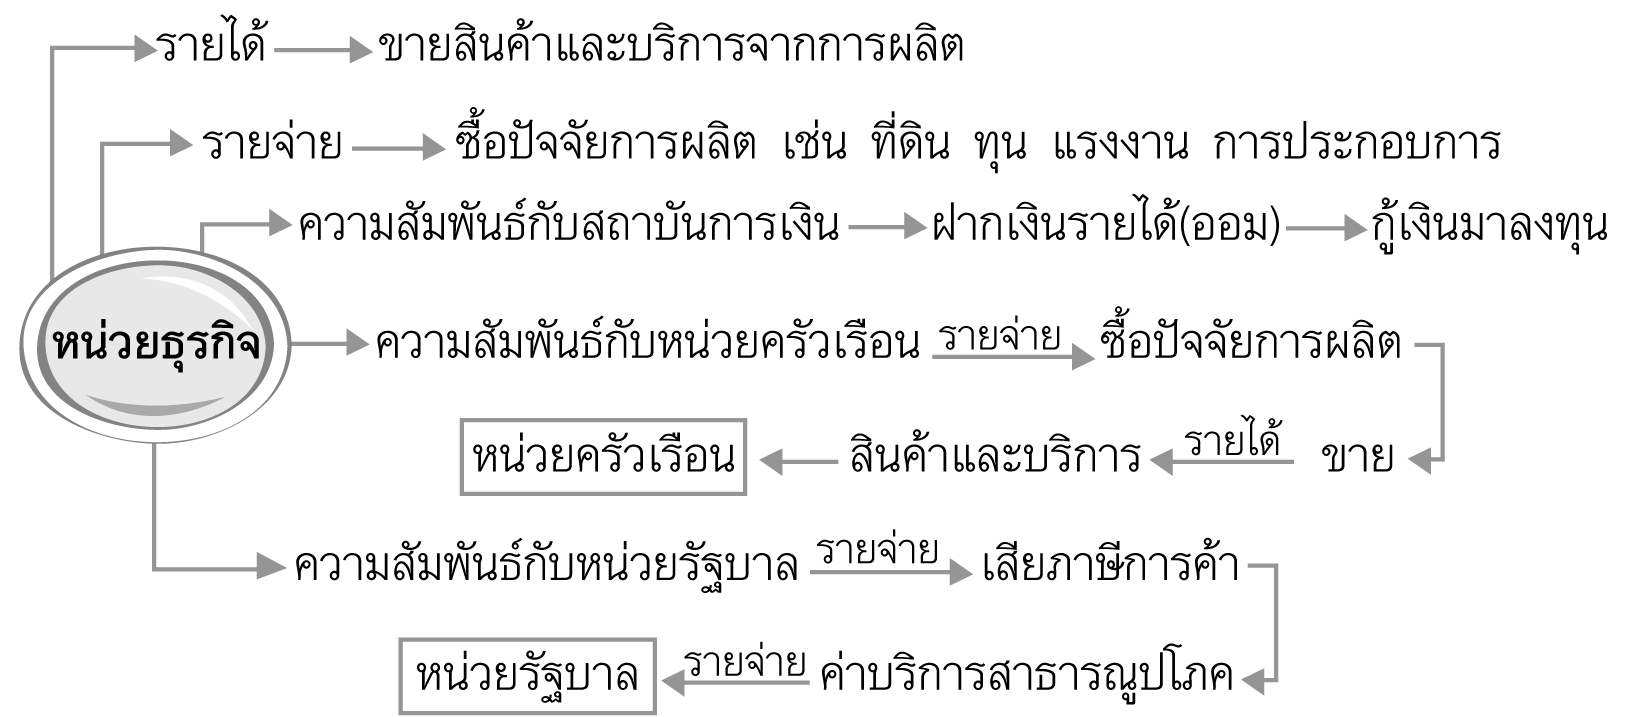 รายได้ ขายสินค้าและบริการจากการผลิต
รายจ่าย ซื้อปัจจัยการผลิต เช่น ที่ดิน ทุน แรงงาน การประกอบการ
ความสัมพันธ์กับสถาบันการเงิน ฝากเงินรายได้(ออม) กู้เงินมาลงทุน
หน่วยธุรกิจ ความสัมพันธ์กับหน่วยครัวเรือน รายจ่าย ซื้อปัจจัยการผลิต
หน่วยครัวเรือน สินค้าและบริการ รายได้ ขาย
ความสัมพันธ์กับหน่วยรัฐบาล รายจ่าย เสียภาษีการค้า
หน่วยรัฐบาล รายจ่าย ค่าบริการสาธารณูปโภค